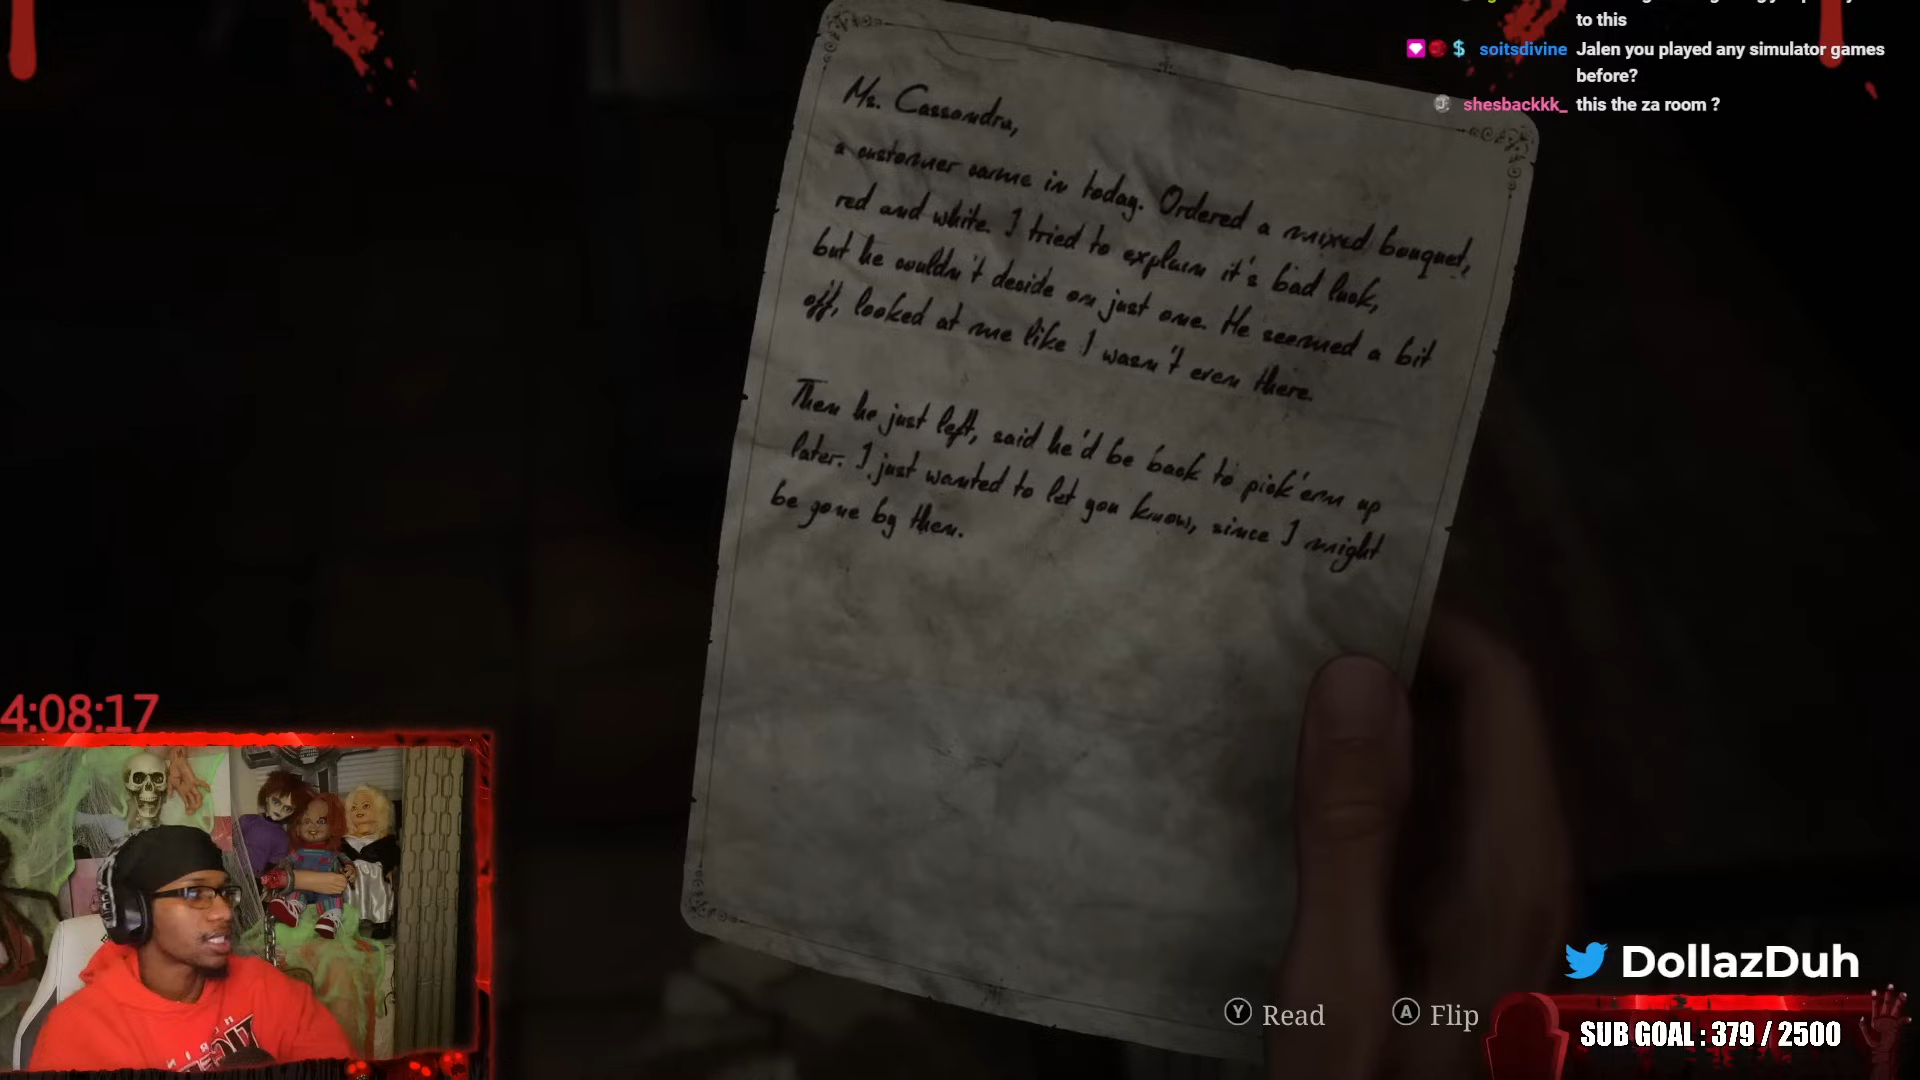 to this
soitsdivine Jalen you played any simulator games
before?
shesbackkk_ this the za room ?
Ms. Cassandra,
a customer came in today. Ordered a mixed bouquet,
red and white. I tried to explain it's bad luck,
but he couldn't decide on just one. He seemed a bit
off, looked at me like I wasn't even there.
Then he just left, said he'd be back to pick'em up
later. I just wanted to let you know, since I might
be gone by then.
4:08:17
DollazDuh
Y Read A Flip
SUB GOAL : 379 / 2500